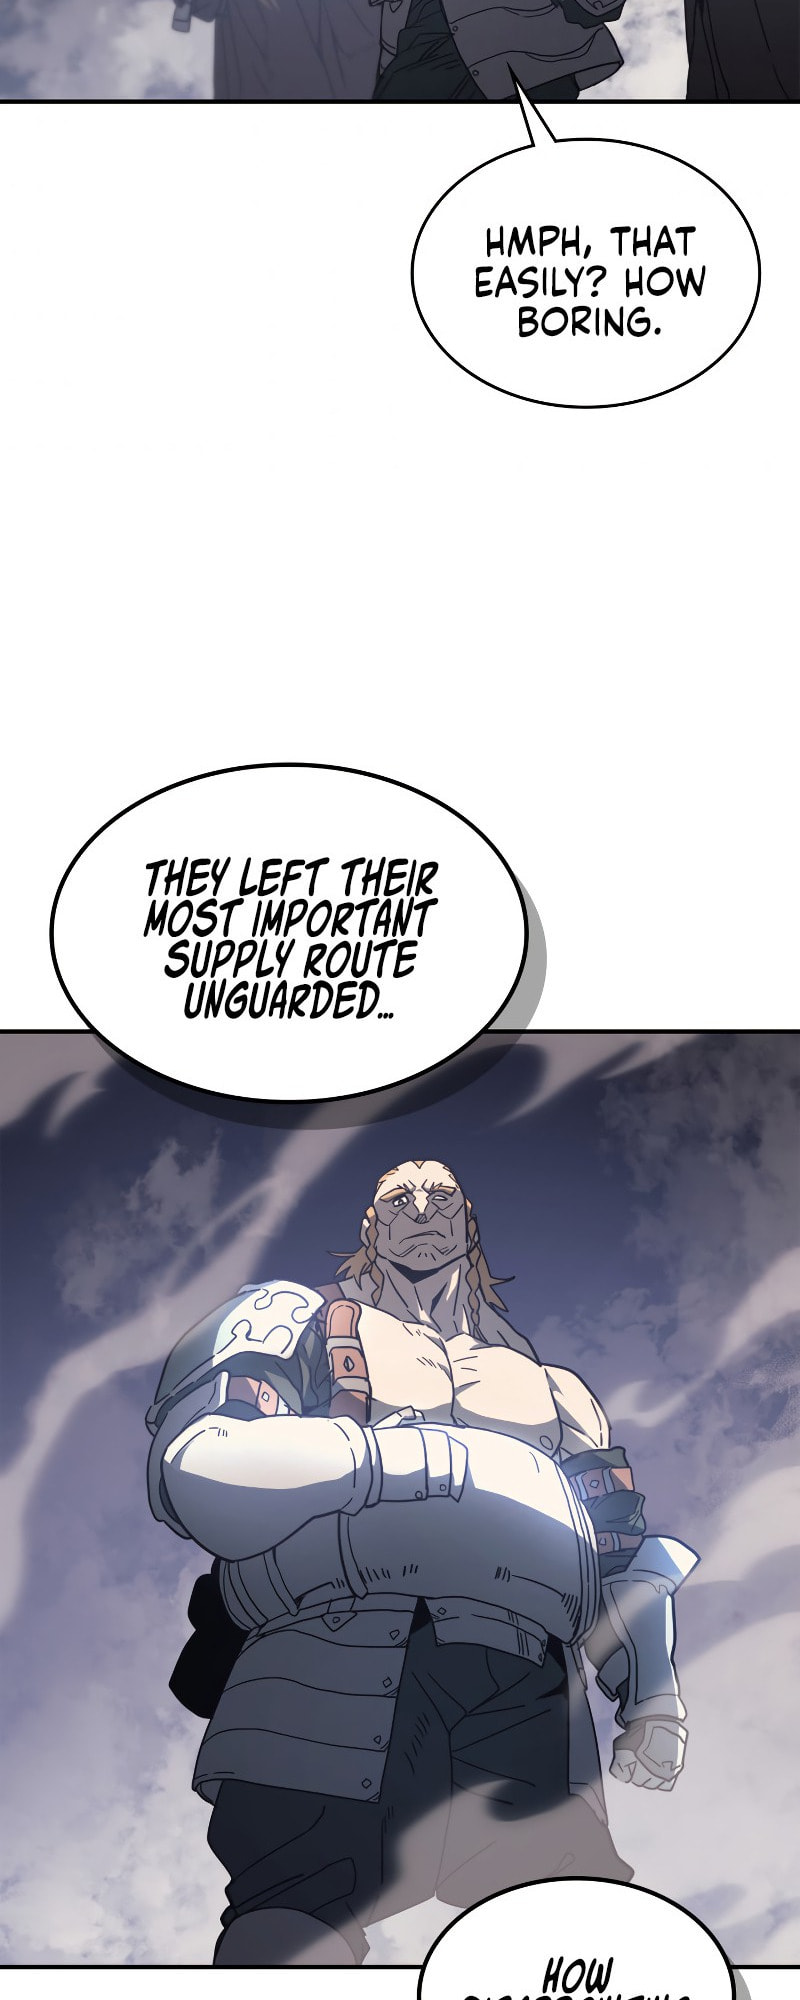 HMPH, THAT
EASILY? HOW
BORING.
THEY LEFT THEIR
MOST IMPORTANT
SUPPLY ROUTE
UNGUARDED...
HOW